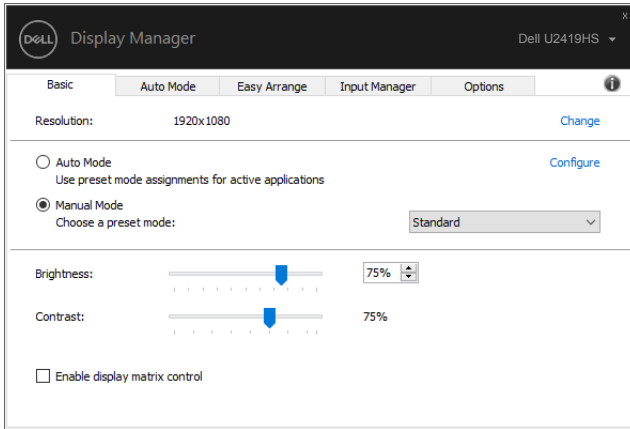 x
DELL Display Manager Dell U2419HS
Basic Auto Mode Easy Arrange Input Manager Options i
Resolution: 1920x1080 Change
Auto Mode Configure
Use preset mode assignments for active applications
Manual Mode
Choose a preset mode: Standard
Brightness: 75%
Contrast: 75%
Enable display matrix control